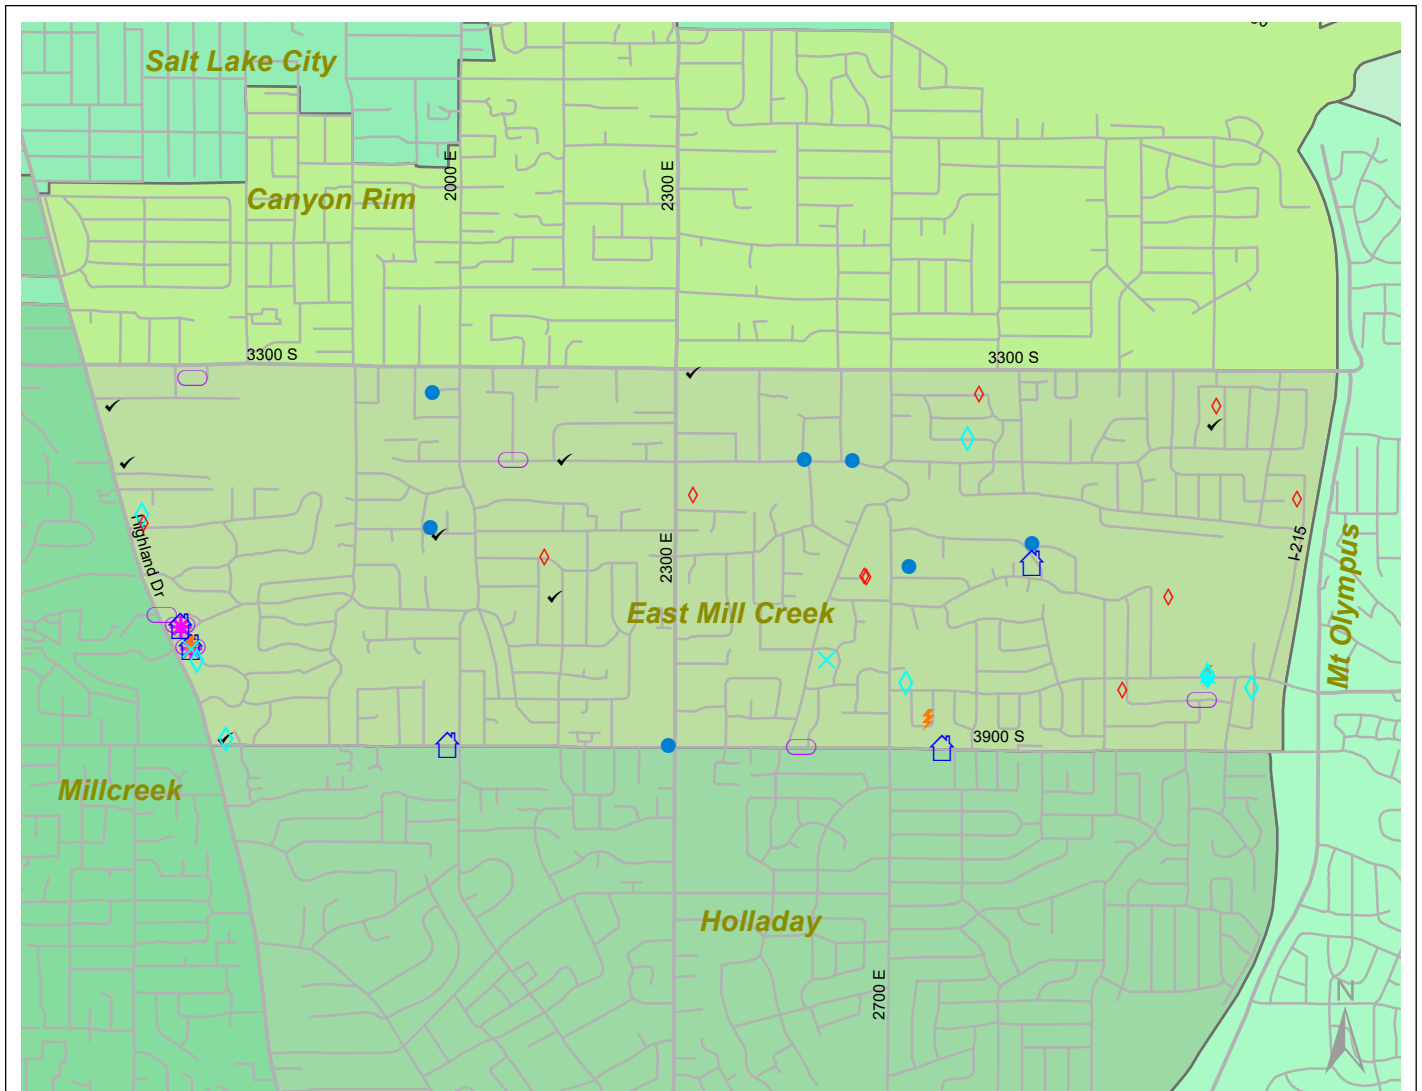 Salt Lake City
2000 E
2300 E
Canyon Rim
3300 S
3300 S
Highland Dr
2300 E
I-215
Mt Olympus
East Mill Creek
3900 S
Millcreek
Holladay
2700 E
N